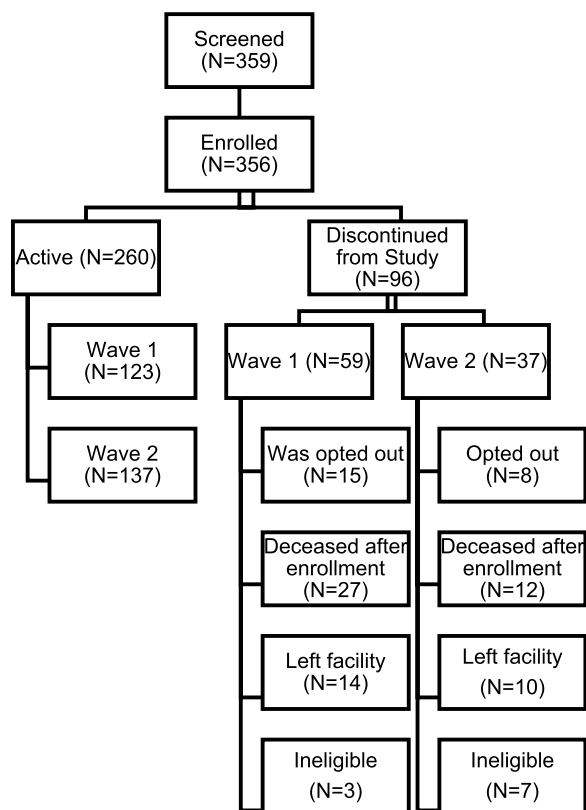 Screened
(N=359)
Enrolled
(N=356)
Active (N=260)
Discontinued
from Study
(N=96)
Wave 1
(N=123)
Wave 2
(N=137)
Wave 1 (N=59)
Was opted out
(N=15)
Deceased after
enrollment
(N=27)
Left facility
(N=14)
Ineligible
(N=3)
Wave 2 (N=37)
Opted out
(N=8)
Deceased after
enrollment
(N=12)
Left facility
(N=10)
Ineligible
(N=7)